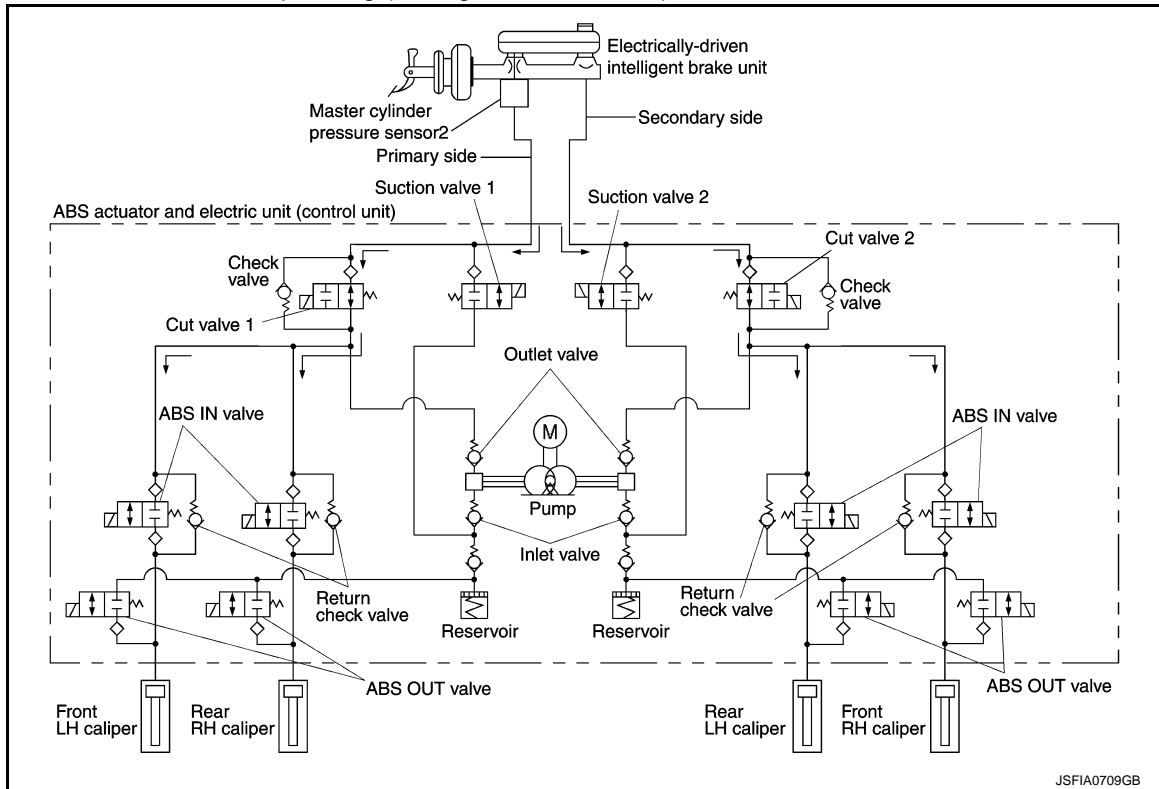 Electrically-driven
intelligent brake unit
Master cylinder
pressure sensor2
Secondary side
Primary side
Suction valve 1
Suction valve 2
ABS actuator and electric unit (control unit)
Cut valve 2
Check
valve
Check
valve
Cut valve 1
Outlet valve
ABS IN valve
ABS IN valve
M
Pump
Inlet valve
Return
check valve
Return
check valve
Reservoir
Reservoir
ABS OUT valve
ABS OUT valve
Front
LH caliper
Rear
RH caliper
Rear
LH caliper
Front
RH caliper
JSFIA0709GB